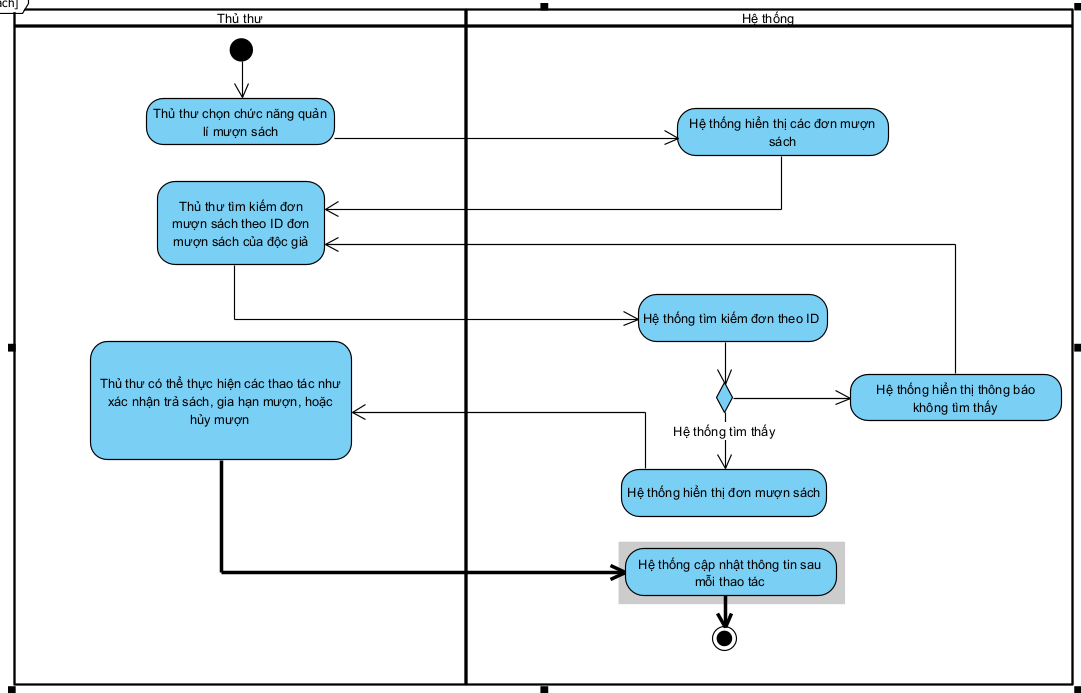 ách]
Thủ thư
Hệ thống
Thủ thư chọn chức năng quản
lí mượn sách
Hệ thống hiển thị các đơn mượn
sách
Thủ thư tìm kiếm đơn
mượn sách theo ID đơn
mượn sách của độc giả
Hệ thống tìm kiếm đơn theo ID
Thủ thư có thể thực hiện các thao tác như
xác nhận trả sách, gia hạn mượn, hoặc
hủy mượn
Hệ thống hiển thị thông báo
không tìm thấy
Hệ thống tìm thấy
Hệ thống hiển thị đơn mượn sách
Hệ thống cập nhật thông tin sau
mỗi thao tác